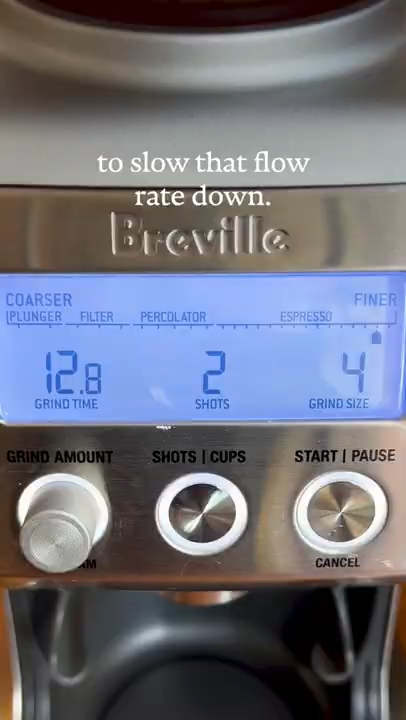 to slow that flow
rate down.
Breville
COARSER FINER
PLUNGER FILTER PERCOLATOR ESPRESSO
12.8 2 4
GRIND TIME SHOTS GRIND SIZE
GRIND AMOUNT SHOTS | CUPS START | PAUSE
CANCEL